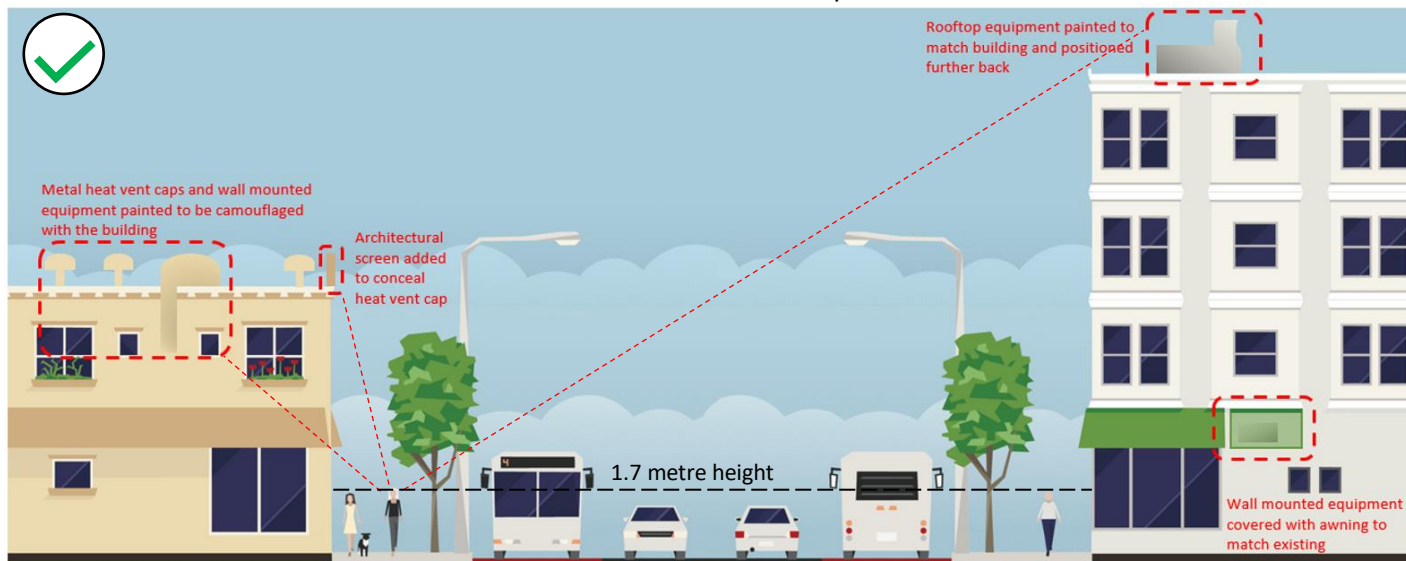 Rooftop equipment painted to
match building and positioned
further back
Metal heat vent caps and wall mounted
equipment painted to be camouflaged
with the building
Architectural
screen added
to conceal
heat vent cap
4
1.7 metre height
Wall mounted equipment
covered with awning to
match existing